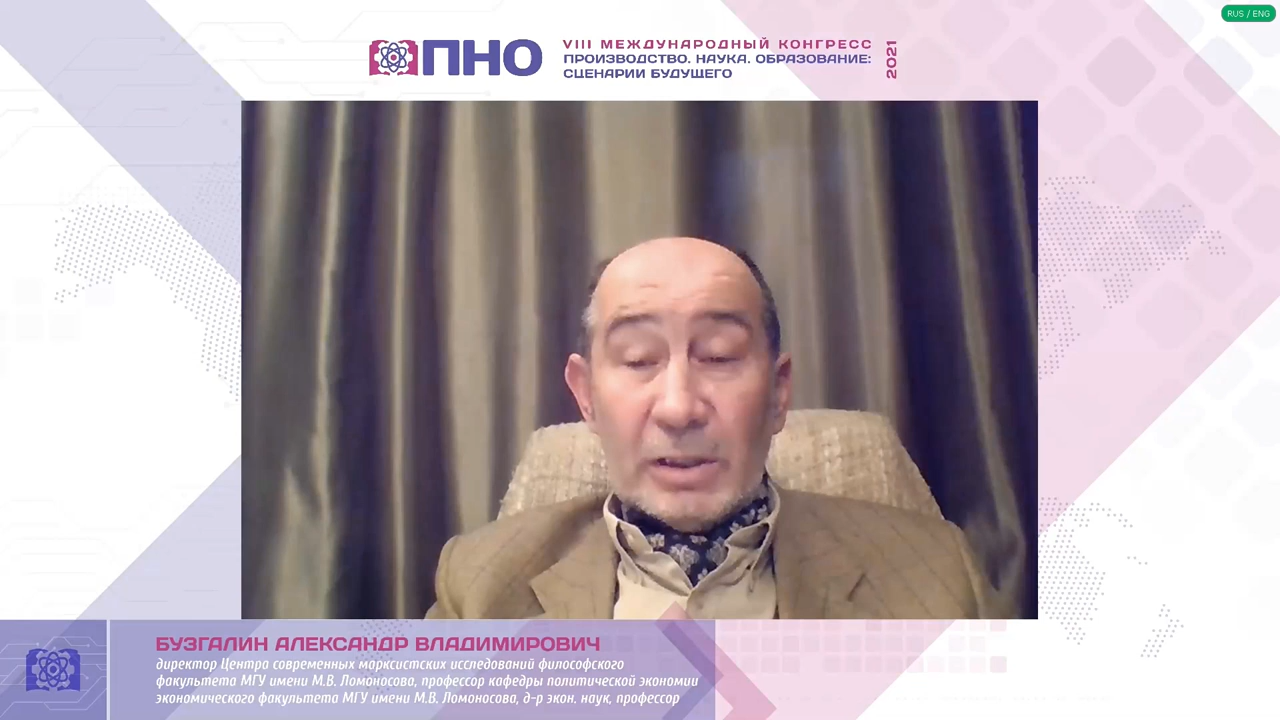 RUS / ENG
ПНО
VIII МЕЖДУНАРОДНЫЙ КОНГРЕСС
ПРОИЗВОДСТВО. НАУКА. ОБРАЗОВАНИЕ:
СЦЕНАРИИ БУДУЩЕГО
2021
БУЗГАЛИН АЛЕКСАНДР ВЛАДИМИРОВИЧ
директор Центра современных марксистских исследований философского
факультета МГУ имени М.В. Ломоносова, профессор кафедры политической экономии
экономического факультета МГУ имени М.В. Ломоносова, д-р экон. наук, профессор